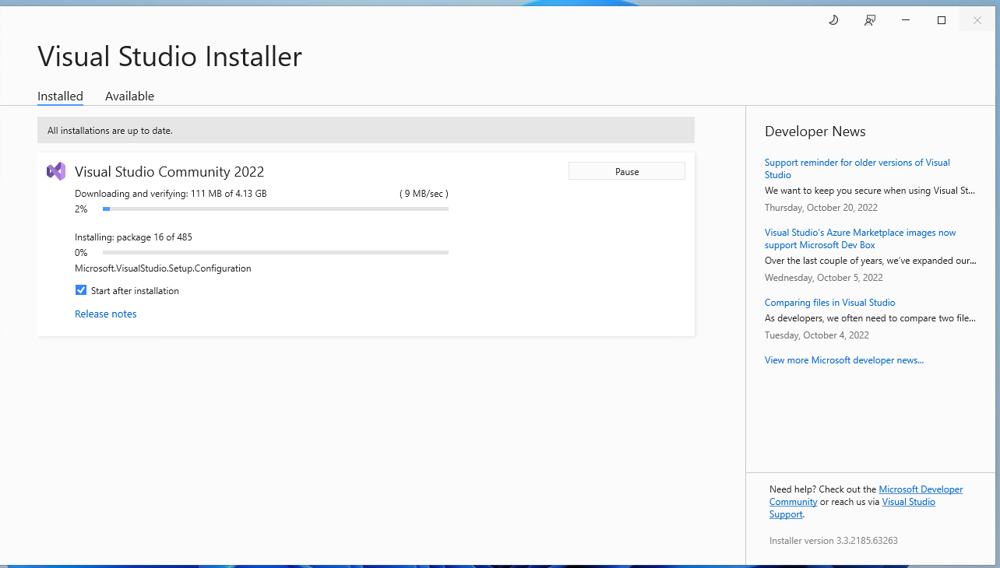 Visual Studio Installer
Installed
Available
All installations are up to date.
Visual Studio Community 2022
Pause
Downloading and verifying: 111 MB of 4.13 GB
( 9 MB/sec )
2%
Installing: package 16 of 485
0%
Microsoft.VisualStudio.Setup.Configuration
Start after installation
Release notes
Developer News
Support reminder for older versions of Visual
Studio
We want to keep you secure when using Visual St...
Thursday, October 20, 2022
Visual Studio's Azure Marketplace images now
support Microsoft Dev Box
Over the last couple of years, we've expanded our...
Wednesday, October 5, 2022
Comparing files in Visual Studio
As developers, we often need to compare two file...
Tuesday, October 4, 2022
View more Microsoft developer news...
Need help? Check out the Microsoft Developer
Community or reach us via Visual Studio
Support.
Installer version 3.3.2185.63263